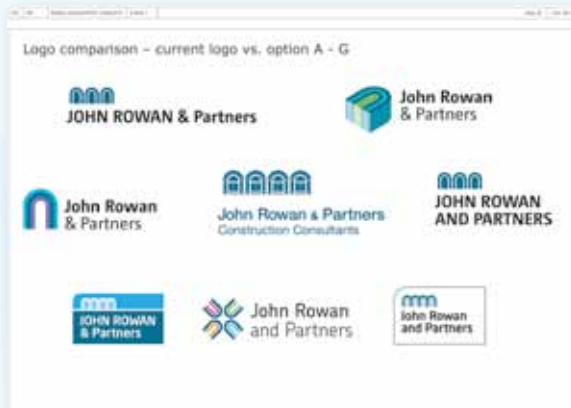 Logo comparison – current logo vs. option A - G
JOHN ROWAN & Partners
John Rowan
& Partners
John Rowan
& Partners
John Rowan & Partners
Construction Consultants
JOHN ROWAN
AND PARTNERS
JOHN ROWAN
& Partners
John Rowan
and Partners
John Rowan
and Partners